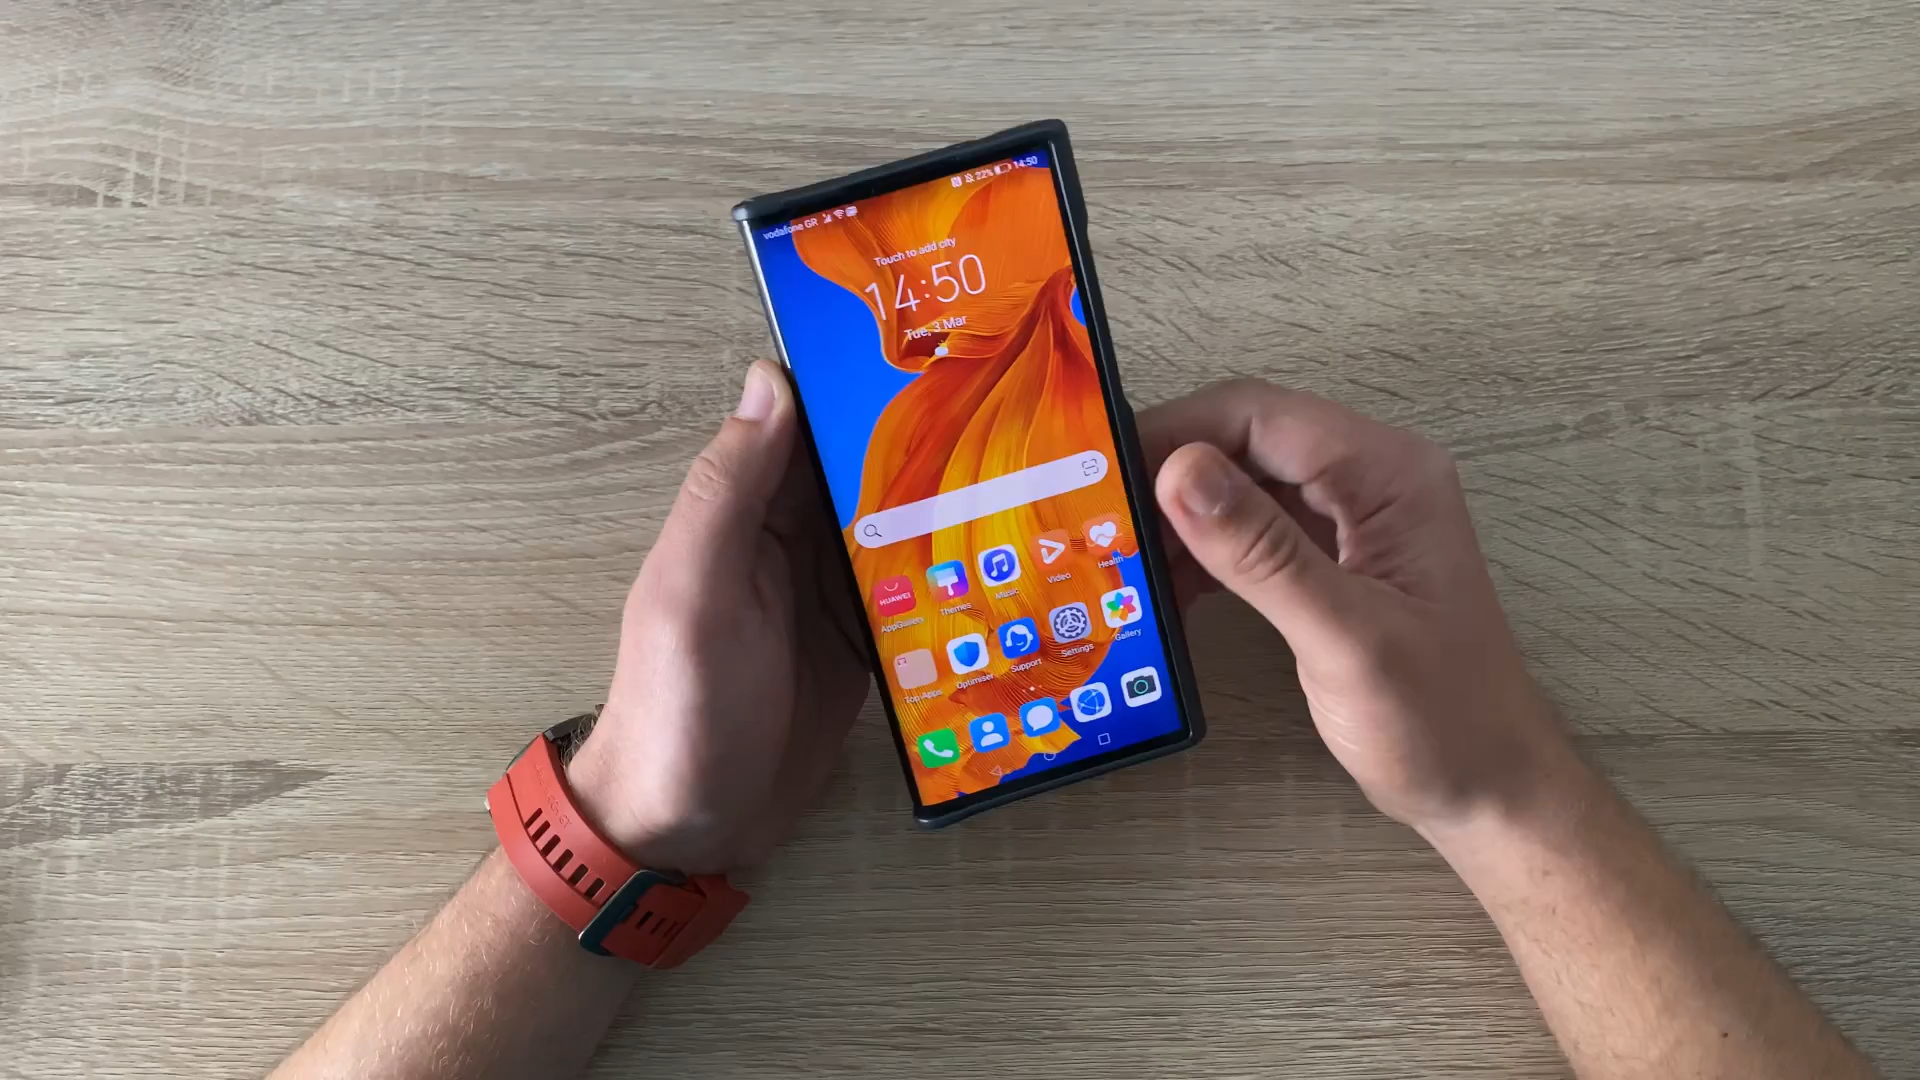 vodafone GR
22% 14:50
Touch to add city
14:50
Tue, 3 Mar
HUAWEI
AppGallery
Themes
Music
Video
Health
Top Apps
Optimiser
Support
Settings
Gallery